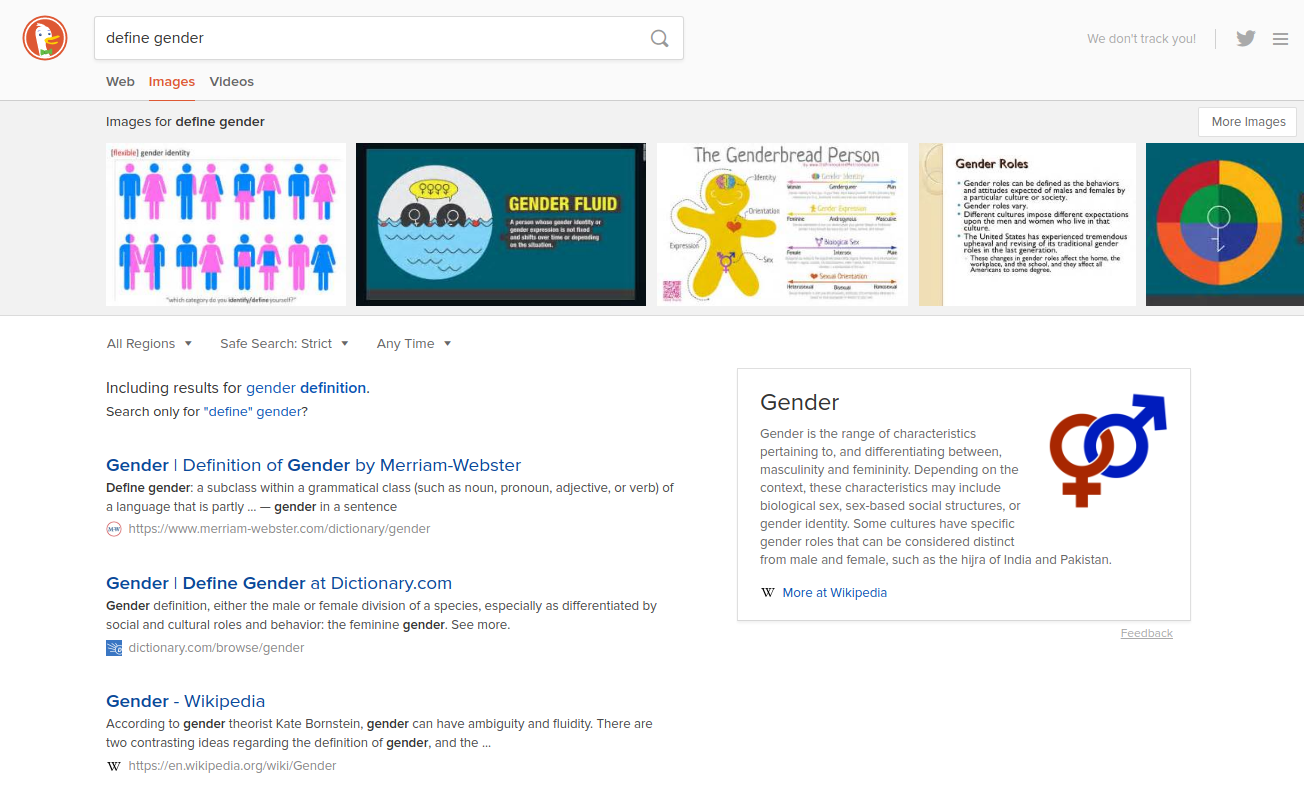 define gender
We don't track you!
Web Images Videos
Images for define gender
More Images
[flexible] gender identity
"which category do you identify/define yourself?"
GENDER FLUID
A person whose gender identity or
gender expression is not fixed
and shifts over time or depending
on the situation.
The Genderbread Person
Identity
Orientation
Expression
Sex
Gender Identity
Woman Genderqueer Man
Gender Expression
Feminine Androgynous Masculine
Biological Sex
Female Intersex Male
Sexual Orientation
Heterosexual Bisexual Homosexual
Gender Roles
Gender roles can be defined as the behaviors
and attitudes expected of males and females by
a particular culture or society.
Gender roles vary.
Different cultures impose different expectations
upon the men and women who live in that
culture.
The United States has experienced tremendous
upheaval and revising of its traditional gender
roles in the last generation.
These changes in gender roles affect the home, the
workplace, and the school, and they affect all
Americans to some degree.
All Regions Safe Search: Strict Any Time
Including results for gender definition.
Search only for "define" gender?
Gender | Definition of Gender by Merriam-Webster
Define gender: a subclass within a grammatical class (such as noun, pronoun, adjective, or verb) of
a language that is partly ... — gender in a sentence
https://www.merriam-webster.com/dictionary/gender
Gender | Define Gender at Dictionary.com
Gender definition, either the male or female division of a species, especially as differentiated by
social and cultural roles and behavior: the feminine gender. See more.
dictionary.com/browse/gender
Gender - Wikipedia
According to gender theorist Kate Bornstein, gender can have ambiguity and fluidity. There are
two contrasting ideas regarding the definition of gender, and the ...
W https://en.wikipedia.org/wiki/Gender
Gender
Gender is the range of characteristics
pertaining to, and differentiating between,
masculinity and femininity. Depending on the
context, these characteristics may include
biological sex, sex-based social structures, or
gender identity. Some cultures have specific
gender roles that can be considered distinct
from male and female, such as the hijra of India and Pakistan.
W More at Wikipedia
Feedback